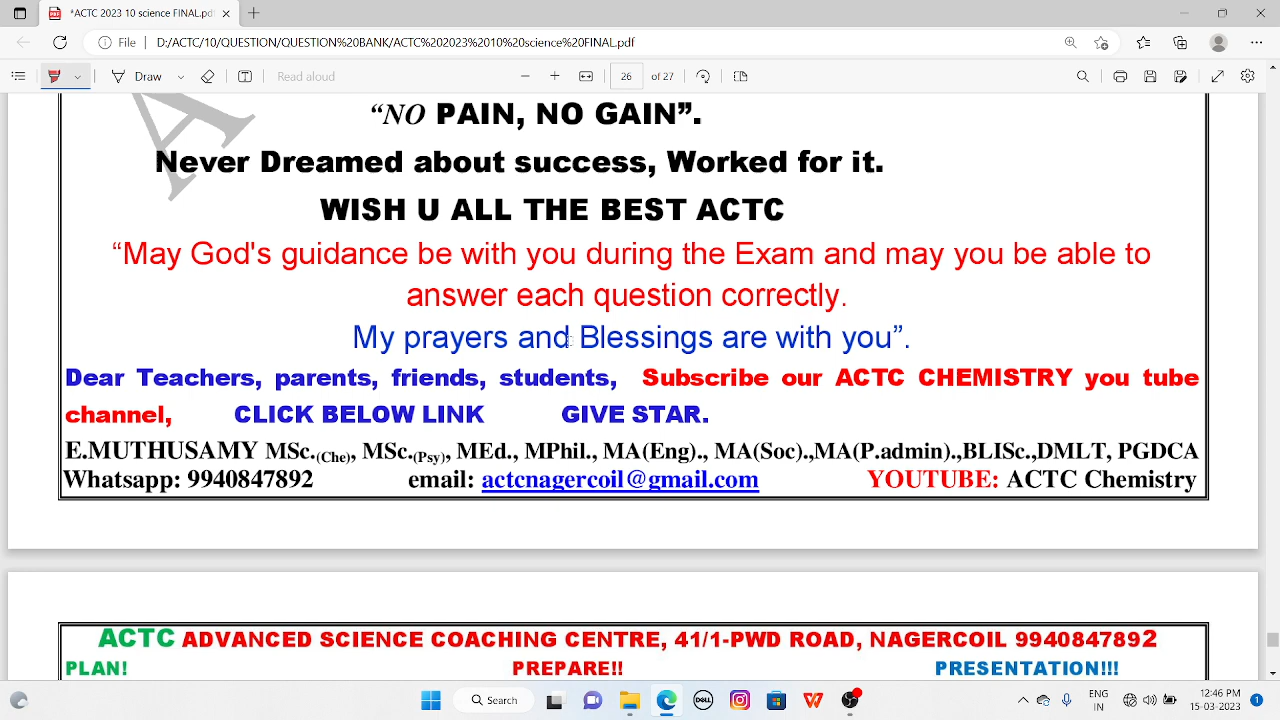 *ACTC 2023 10 science FINAL.pdf
File D:/ACTC/10/QUESTION/QUESTION%20BANK/ACTC%202023%2010%20science%20FINAL.pdf
Draw Read aloud 26 of 27
“NO PAIN, NO GAIN”.
Never Dreamed about success, Worked for it.
WISH U ALL THE BEST ACTC
“May God's guidance be with you during the Exam and may you be able to
answer each question correctly.
My prayers and Blessings are with you”.
Dear Teachers, parents, friends, students, Subscribe our ACTC CHEMISTRY you tube
channel, CLICK BELOW LINK GIVE STAR.
E.MUTHUSAMY MSc.(Che), MSc.(Psy), MEd., MPhil., MA(Eng)., MA(Soc).,MA(P.admin).,BLISc.,DMLT, PGDCA
Whatsapp: 9940847892 email: actcnagercoil@gmail.com YOUTUBE: ACTC Chemistry
ACTC ADVANCED SCIENCE COACHING CENTRE, 41/1-PWD ROAD, NAGERCOIL 9940847892
PLAN! PREPARE!! PRESENTATION!!!
Search DELL ENG IN 12:46 PM 15-03-2023 1